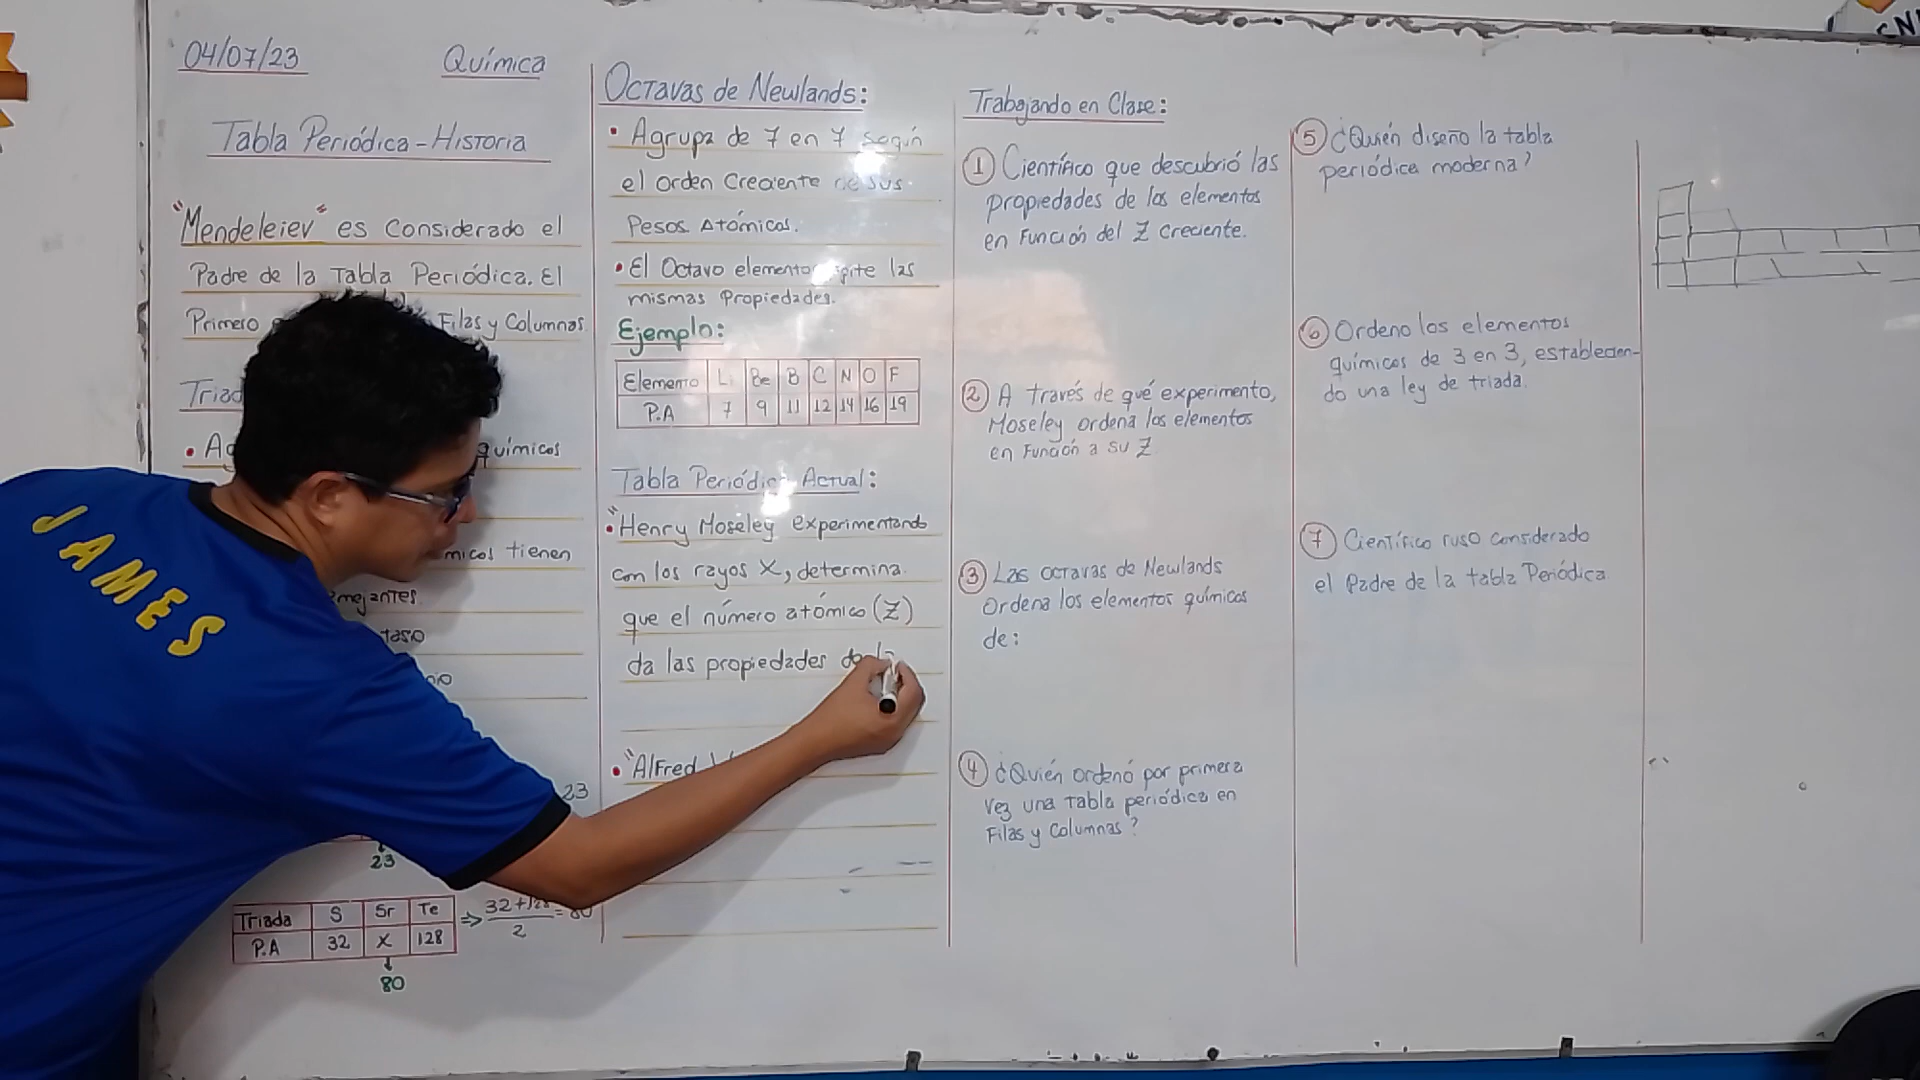 04/07/23 Química
Tabla Periódica - Historia
"Mendeleiev" es Considerado el
Padre de la Tabla Periódica. El
Primero Filas y Columnas
Triad
• Ag químicos
micos tienen
mejantes.
taso
23
23
Triada S Sr Te
P.A 32 X 128
⇒ 32+128 = 80
2
80
Octavas de Newlands:
• Agrupa de 7 en 7 según
el orden Creciente de sus
Pesos Atómicos.
• El Octavo elemento repite las
mismas Propiedades.
Ejemplo:
Elemento Li Be B C N O F
P.A 7 9 11 12 14 16 19
Tabla Periódica Actual:
• "Henry Moseley experimentando
con los rayos X, determina
que el número atómico (Z)
da las propiedades de
• "Alfred
Trabajando en Clase:
① Científico que descubrió las
propiedades de los elementos
en Función del Z Creciente.
② A través de qué experimento,
Moseley ordena los elementos
en Función a su Z
③ Las octavas de Newlands
Ordena los elementos químicos
de:
④ ¿Quién ordenó por primera
vez una tabla periódica en
Filas y Columnas?
⑤ ¿Quién diseño la tabla
periódica moderna?
⑥ Ordeno los elementos
químicos de 3 en 3, establecien-
do una ley de triada.
⑦ Científico ruso considerado
el Padre de la tabla Periódica
JAMES
CN